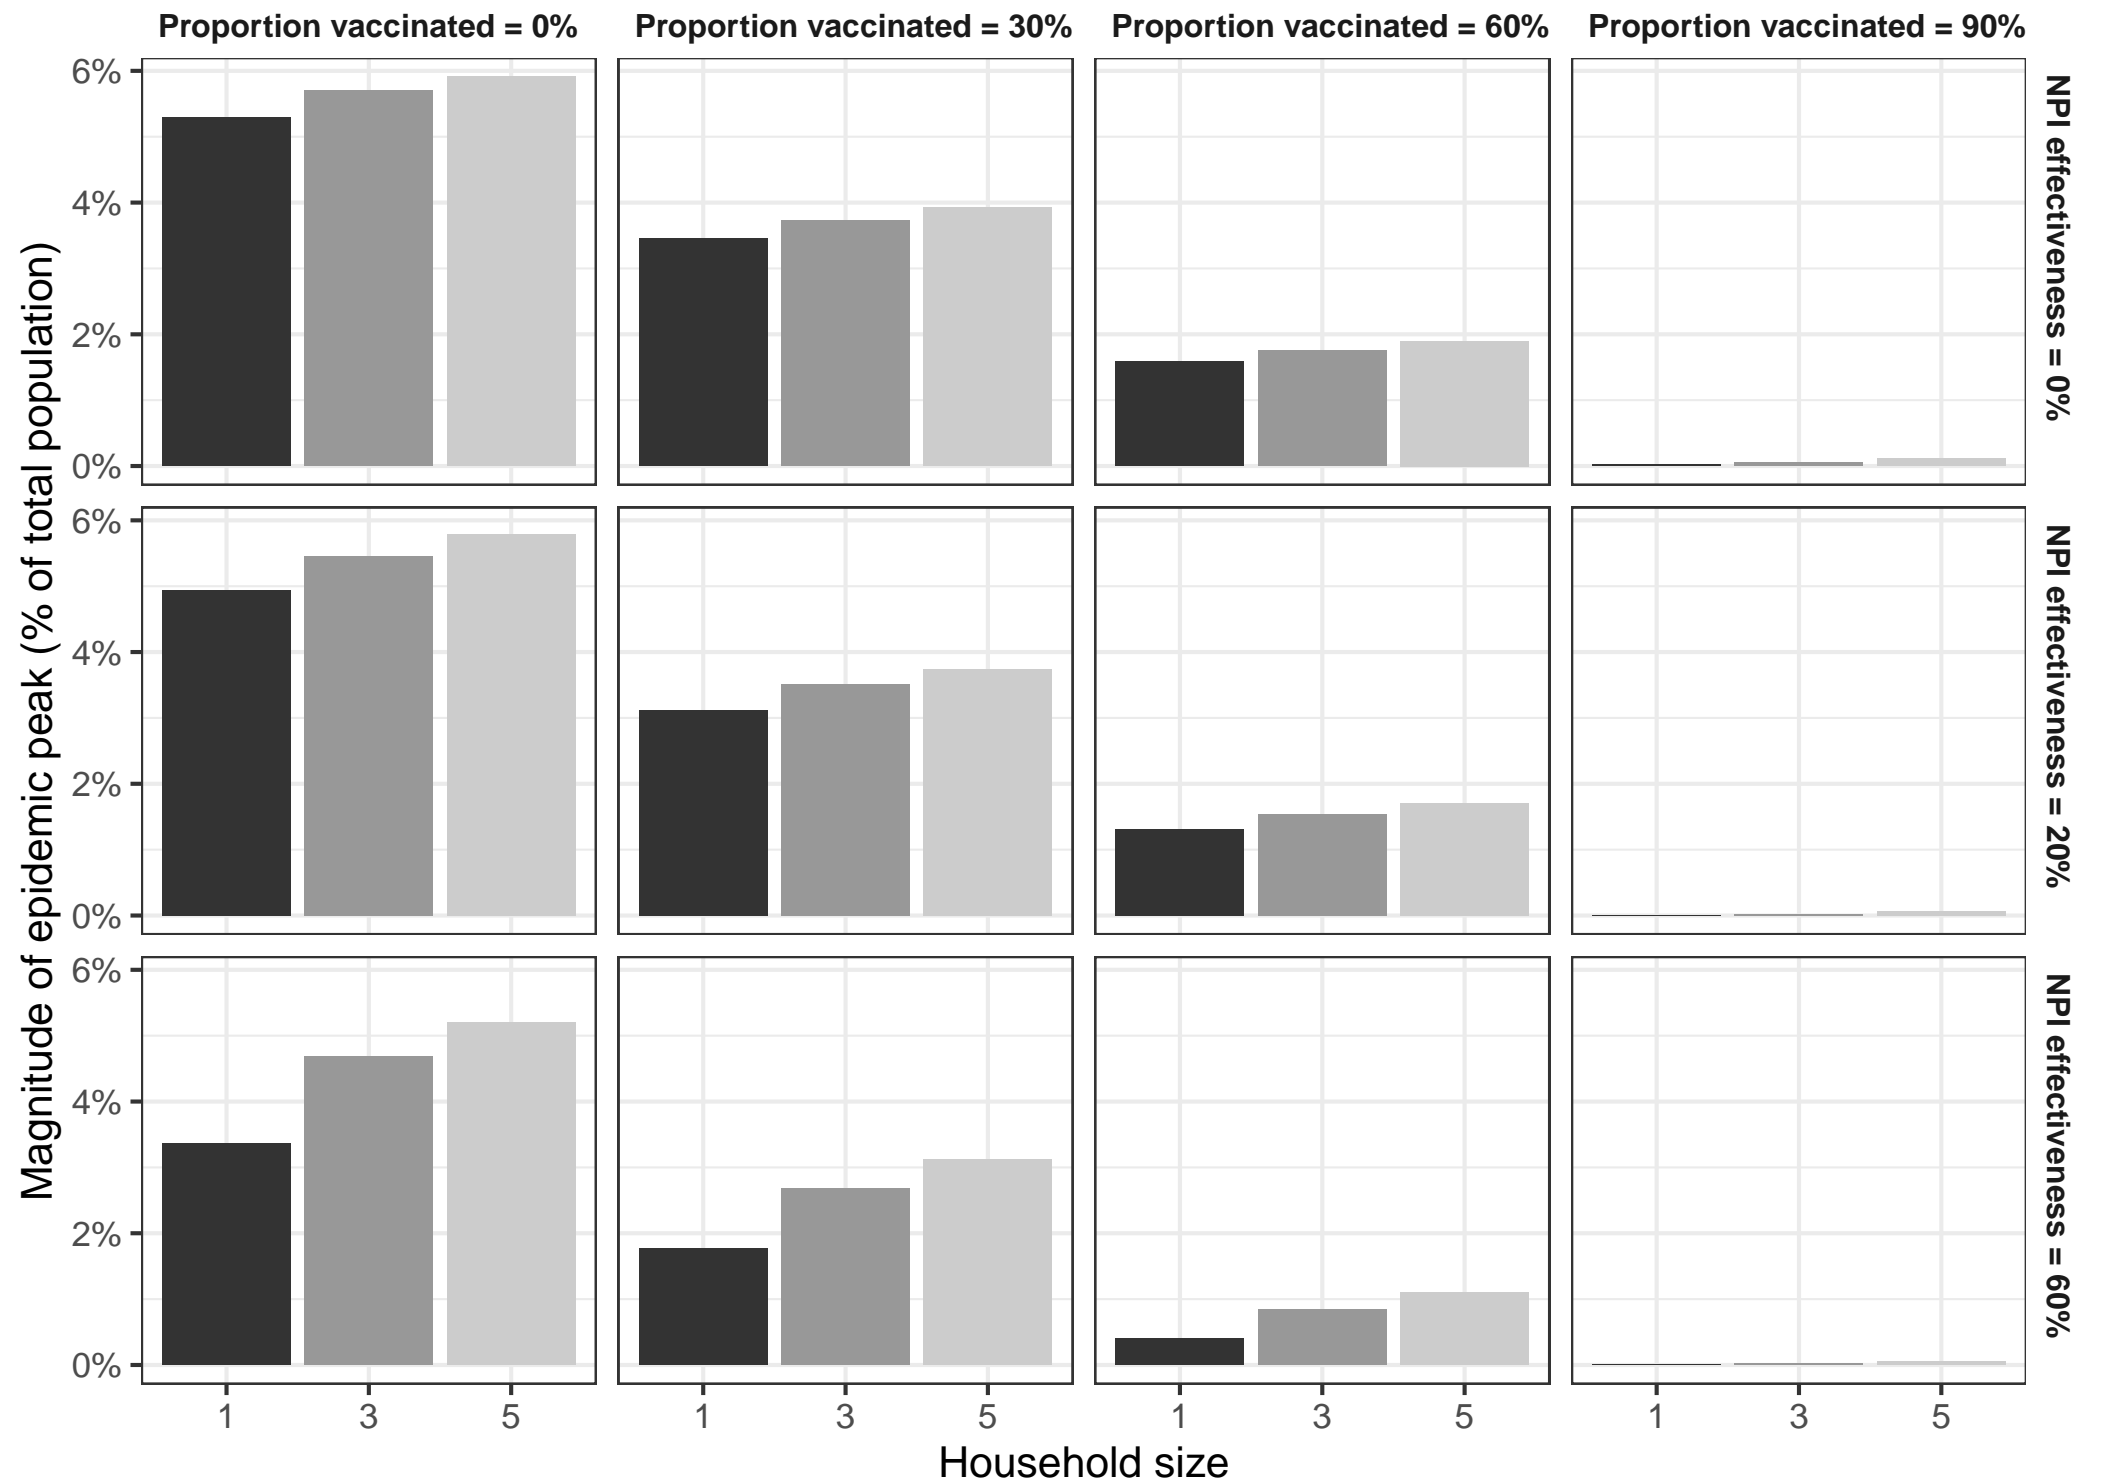 Proportion vaccinated = 0%
Proportion vaccinated = 30%
Proportion vaccinated = 60%
Proportion vaccinated = 90%
Magnitude of epidemic peak (% of total population)
6%
4%
2%
0%
NPI effectiveness = 0%
6%
4%
2%
0%
NPI effectiveness = 20%
6%
4%
2%
0%
NPI effectiveness = 60%
1 3 5
1 3 5
1 3 5
1 3 5
Household size